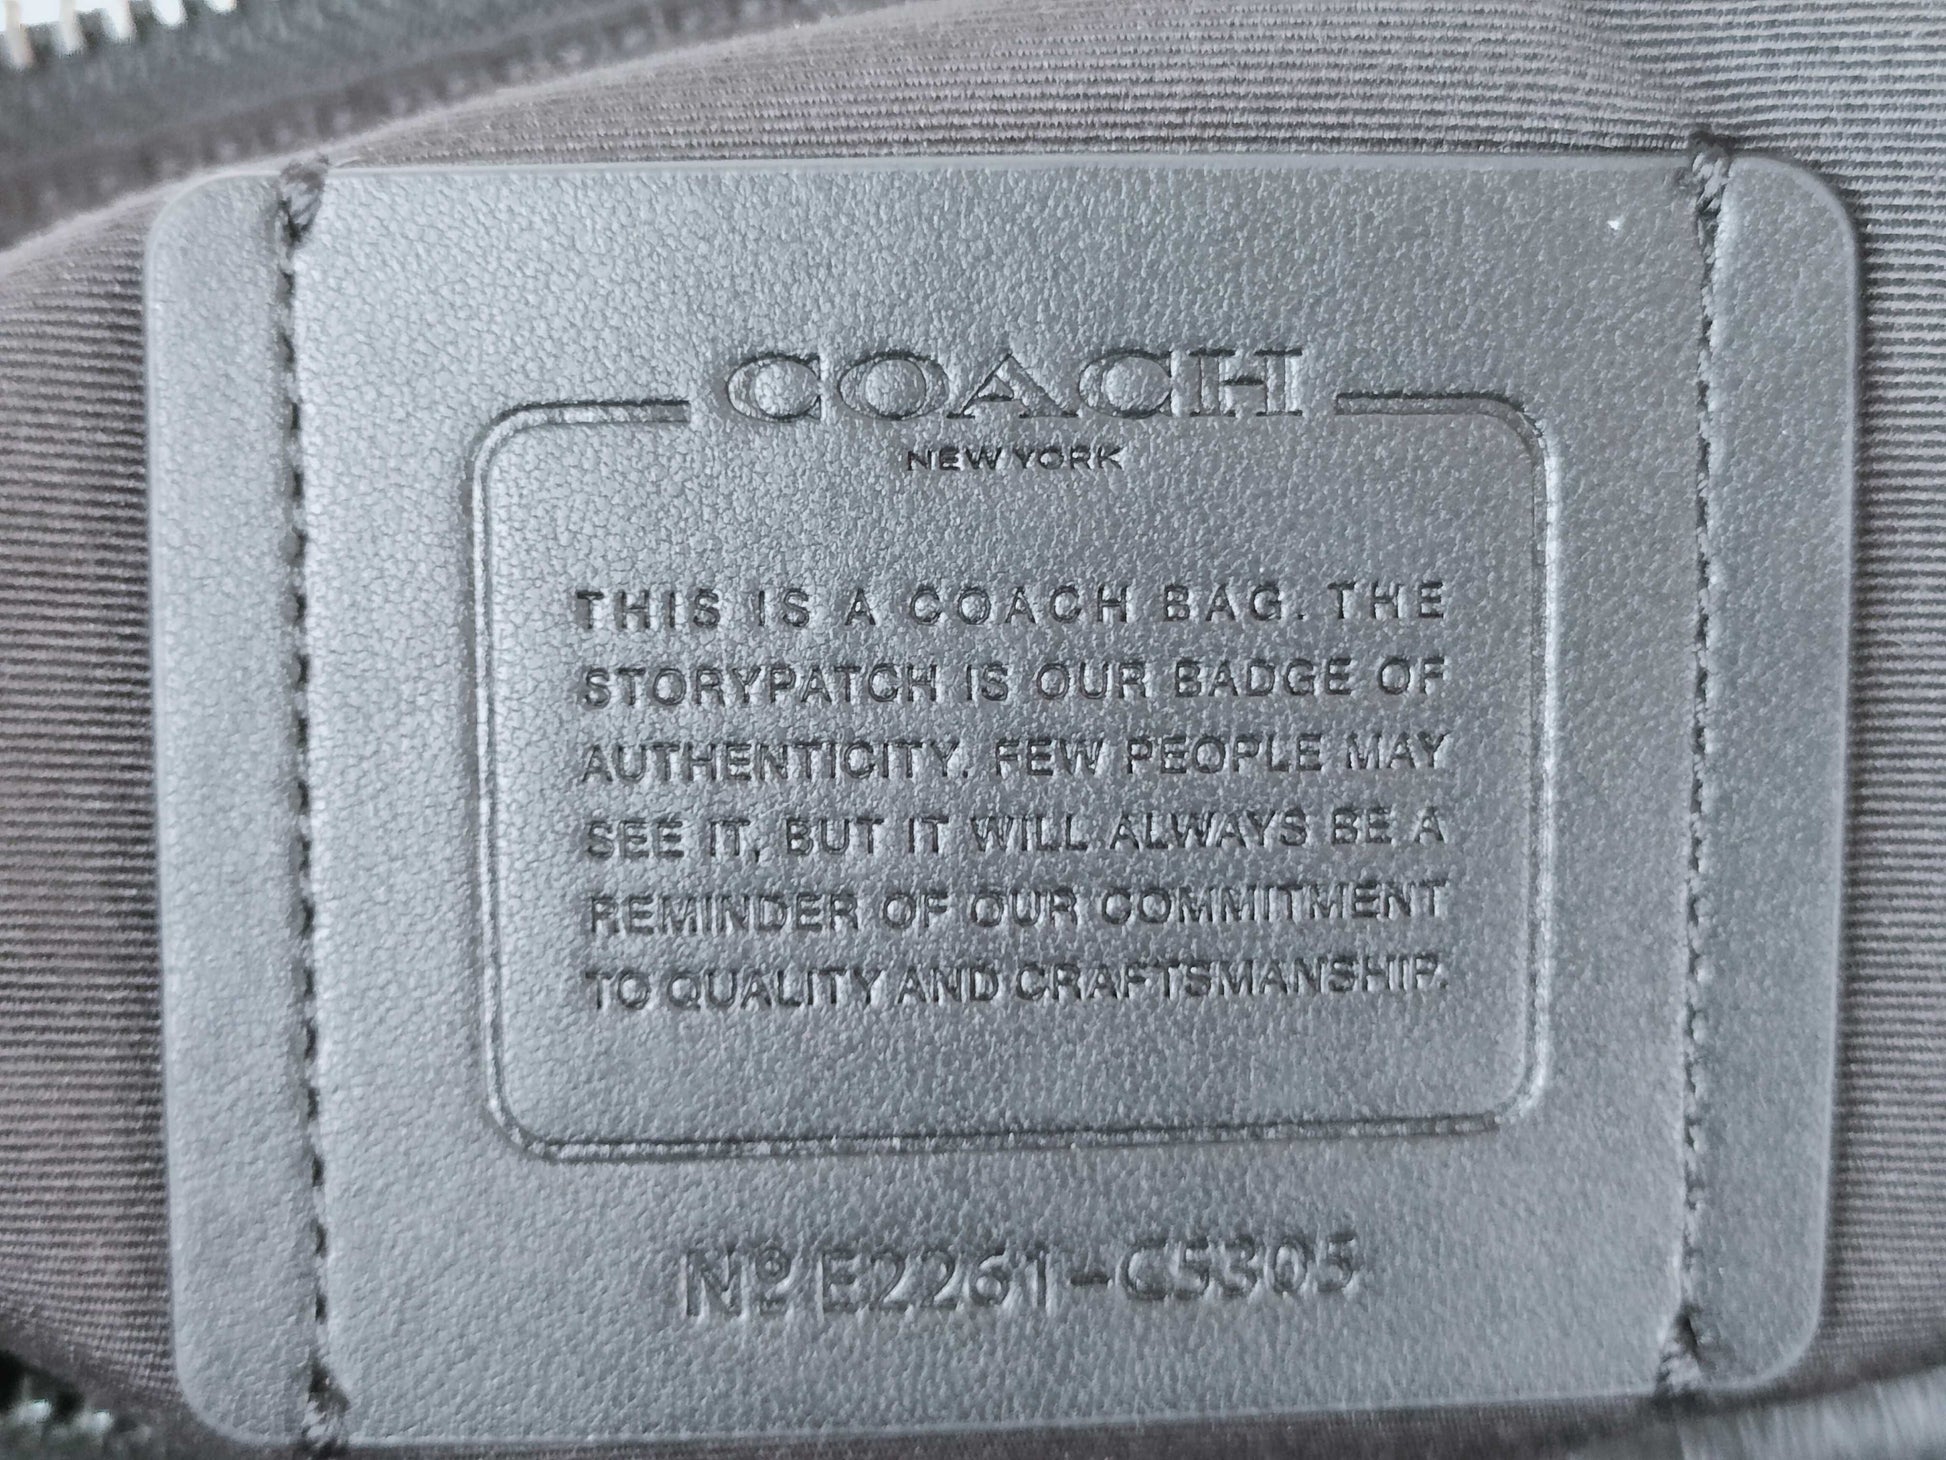 COACH
NEW YORK
THIS IS A COACH BAG. THE
STORYPATCH IS OUR BADGE OF
AUTHENTICITY. FEW PEOPLE MAY
SEE IT, BUT IT WILL ALWAYS BE A
REMINDER OF OUR COMMITMENT
TO QUALITY AND CRAFTSMANSHIP.
Nº E2261-C5305